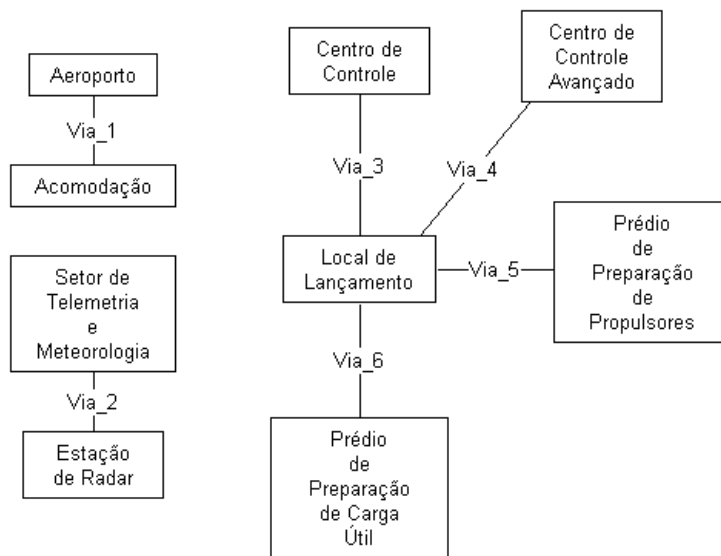 Aeroporto
Via_1
Acomodação
Setor de
Telemetria
e
Meteorologia
Via_2
Estação
de Radar
Centro de
Controle
Via_3
Centro de
Controle
Avançado
Via_4
Local de
Lançamento
Via_5
Prédio
de
Preparação
de
Propulsores
Via_6
Prédio
de
Preparação
de Carga
Útil